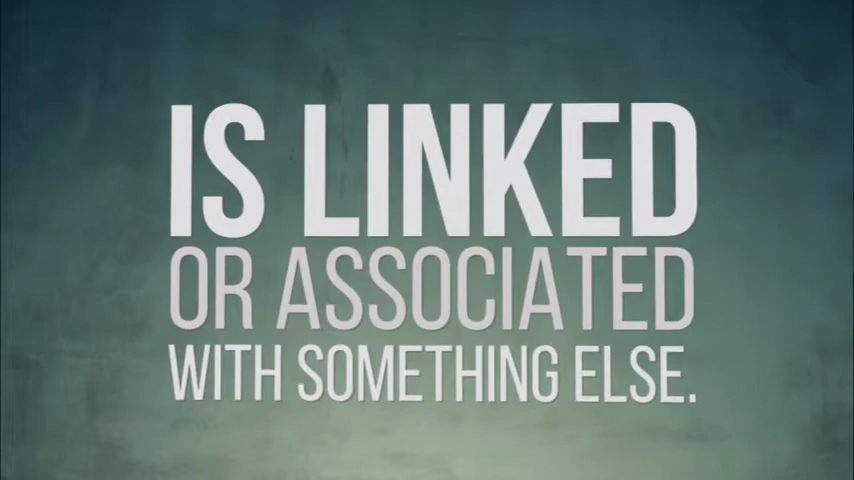 IS LINKED
OR ASSOCIATED
WITH SOMETHING ELSE.